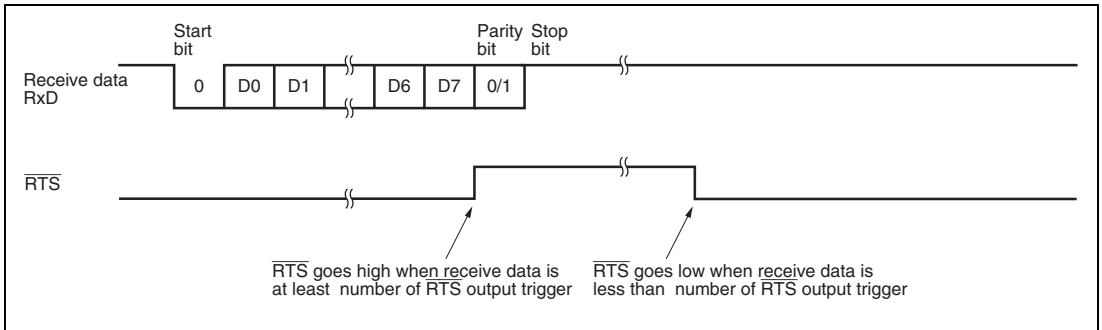 Start bit
Parity bit
Stop bit
Receive data RxD
0 D0 D1 D6 D7 0/1
RTS
RTS goes high when receive data is
at least number of RTS output trigger
RTS goes low when receive data is
less than number of RTS output trigger